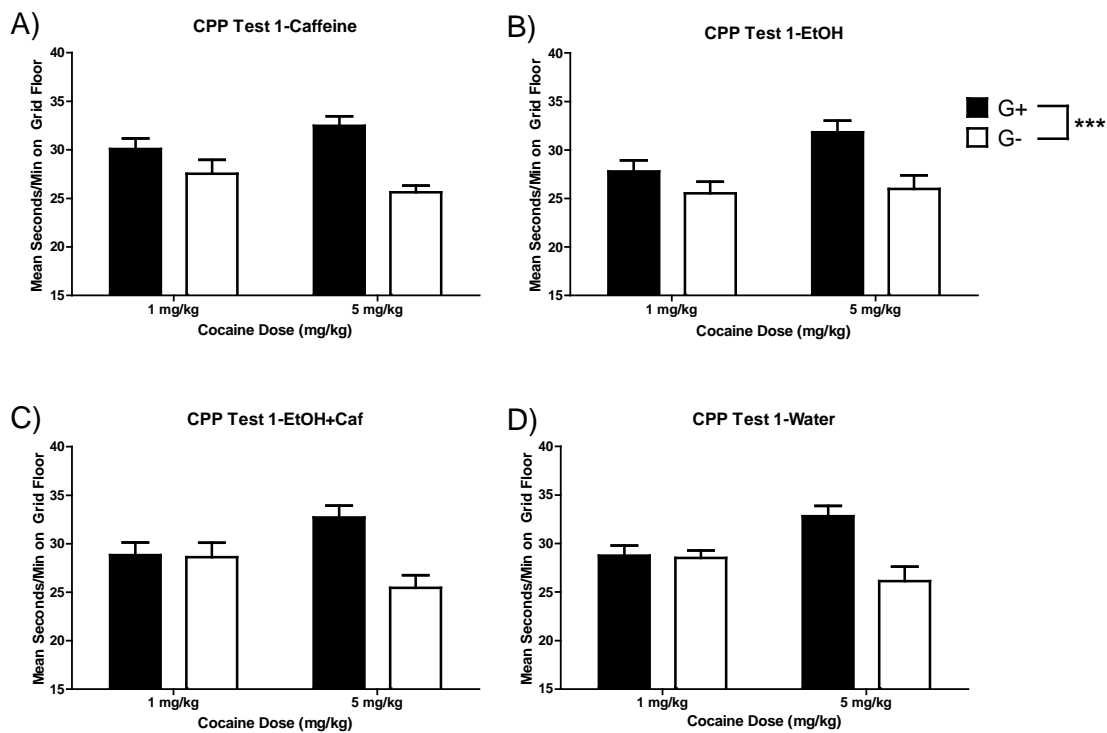 A)
CPP Test 1-Caffeine
40
35
30
25
20
15
Mean Seconds/Min on Grid Floor
1 mg/kg 5 mg/kg
Cocaine Dose (mg/kg)
B)
CPP Test 1-EtOH
40
35
30
25
20
15
Mean Seconds/Min on Grid Floor
1 mg/kg 5 mg/kg
Cocaine Dose (mg/kg)
G+
G-
***
C)
CPP Test 1-EtOH+Caf
40
35
30
25
20
15
Mean Seconds/Min on Grid Floor
1 mg/kg 5 mg/kg
Cocaine Dose (mg/kg)
D)
CPP Test 1-Water
40
35
30
25
20
15
Mean Seconds/Min on Grid Floor
1 mg/kg 5 mg/kg
Cocaine Dose (mg/kg)